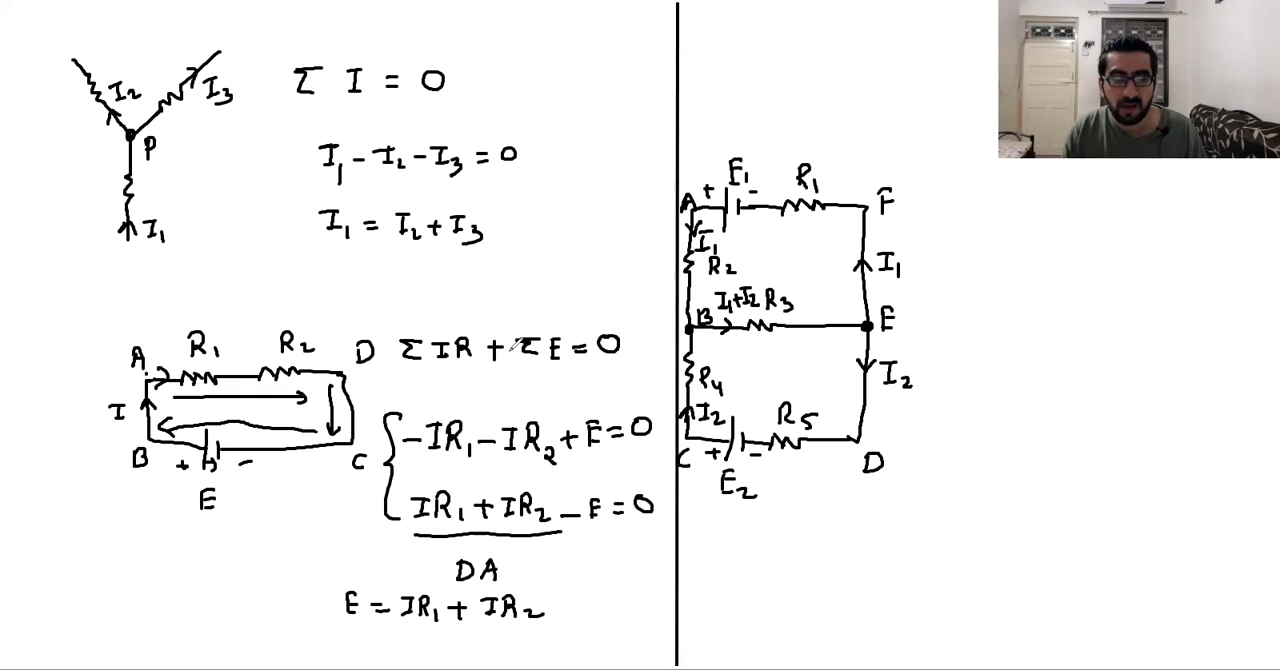 I₂ I₃
P
I₁
Σ I = 0
I₁ - I₂ - I₃ = 0
I₁ = I₂ + I₃
A R₁ R₂ D
I
B + - C
E
Σ IR + Σ E = 0
-IR₁ - IR₂ + E = 0
IR₁ + IR₂ - E = 0
DA
E = IR₁ + IR₂
A + E₁ - R₁ F
I₁ I₁
R₂
B I₁+I₂ R₃ E
R₄ I₂
I₂ R₅
C + - D
E₂